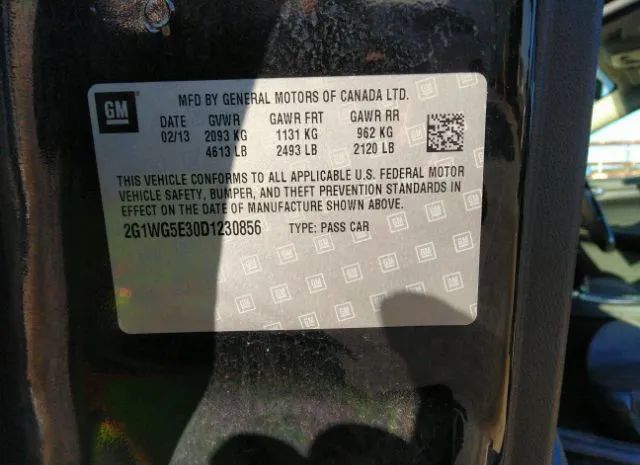 GM
MFD BY GENERAL MOTORS OF CANADA LTD.
DATE GVWR GAWR FRT GAWR RR
02/13 2093 KG 1131 KG 962 KG
4613 LB 2493 LB 2120 LB
THIS VEHICLE CONFORMS TO ALL APPLICABLE U.S. FEDERAL MOTOR
VEHICLE SAFETY, BUMPER, AND THEFT PREVENTION STANDARDS IN
EFFECT ON THE DATE OF MANUFACTURE SHOWN ABOVE.
2G1WG5E30D1230856 TYPE: PASS CAR